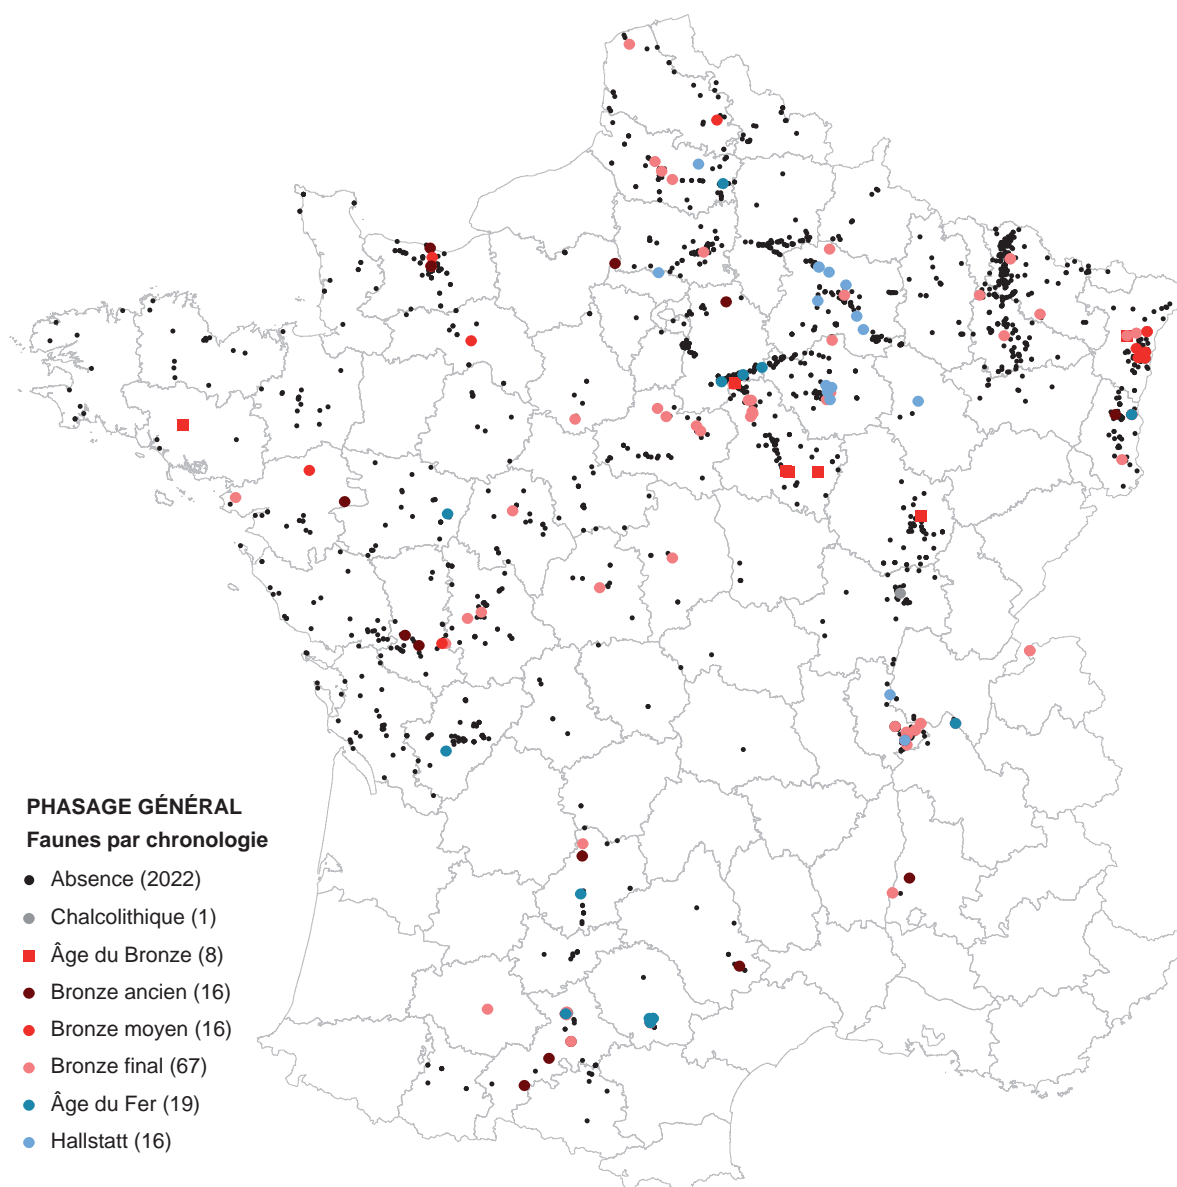 PHASAGE GÉNÉRAL
Faunes par chronologie
Absence (2022)
Chalcolithique (1)
Âge du Bronze (8)
Bronze ancien (16)
Bronze moyen (16)
Bronze final (67)
Âge du Fer (19)
Hallstatt (16)